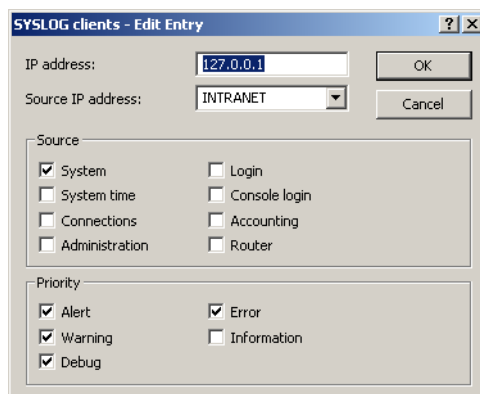 SYSLOG clients - Edit Entry
IP address: 127.0.0.1 OK
Source IP address: INTRANET Cancel
Source
System Login
System time Console login
Connections Accounting
Administration Router
Priority
Alert Error
Warning Information
Debug